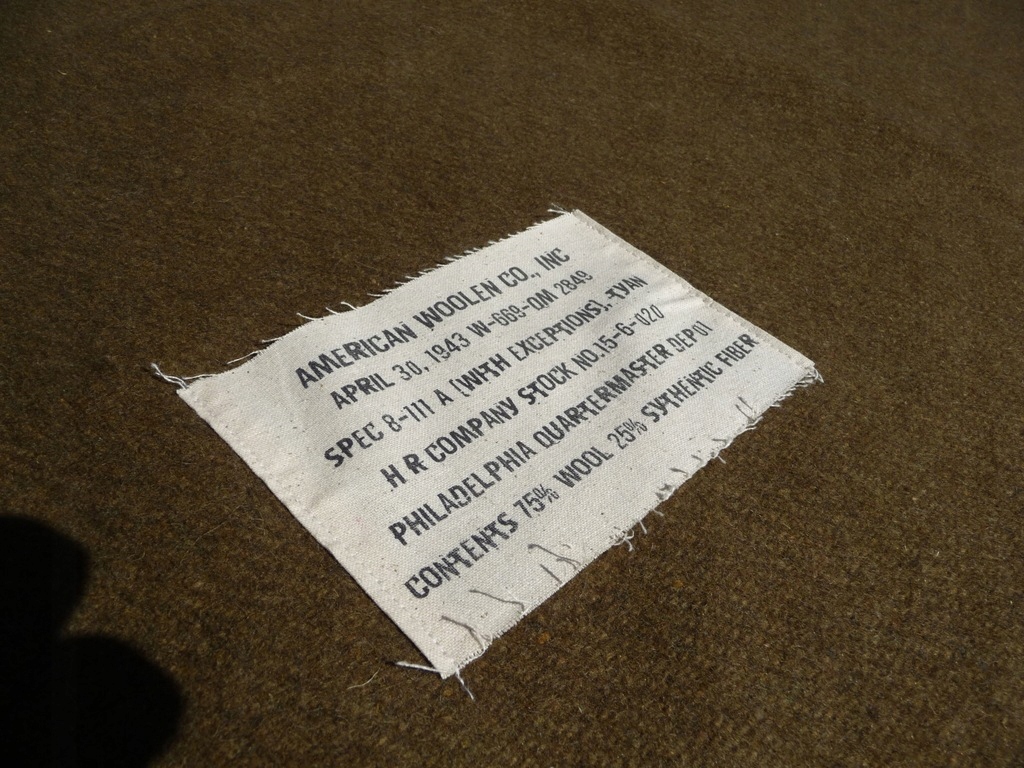 AMERICAN WOOLEN CO., INC
APRIL 30, 1943 W-669-QM 2849
SPEC 8-111 A (WITH EXCEPTIONS).
H R COMPANY STOCK NO.15-6-020
PHILADELPHIA QUARTERMASTER DEPOT
CONTENTS 75% WOOL 25% SYTHENTIC FIBER